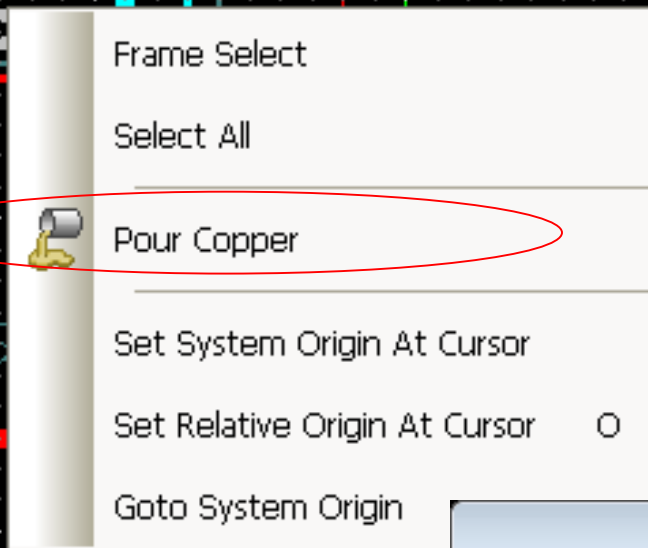 Frame Select
Select All
Pour Copper
Set System Origin At Cursor
Set Relative Origin At Cursor O
Goto System Origin